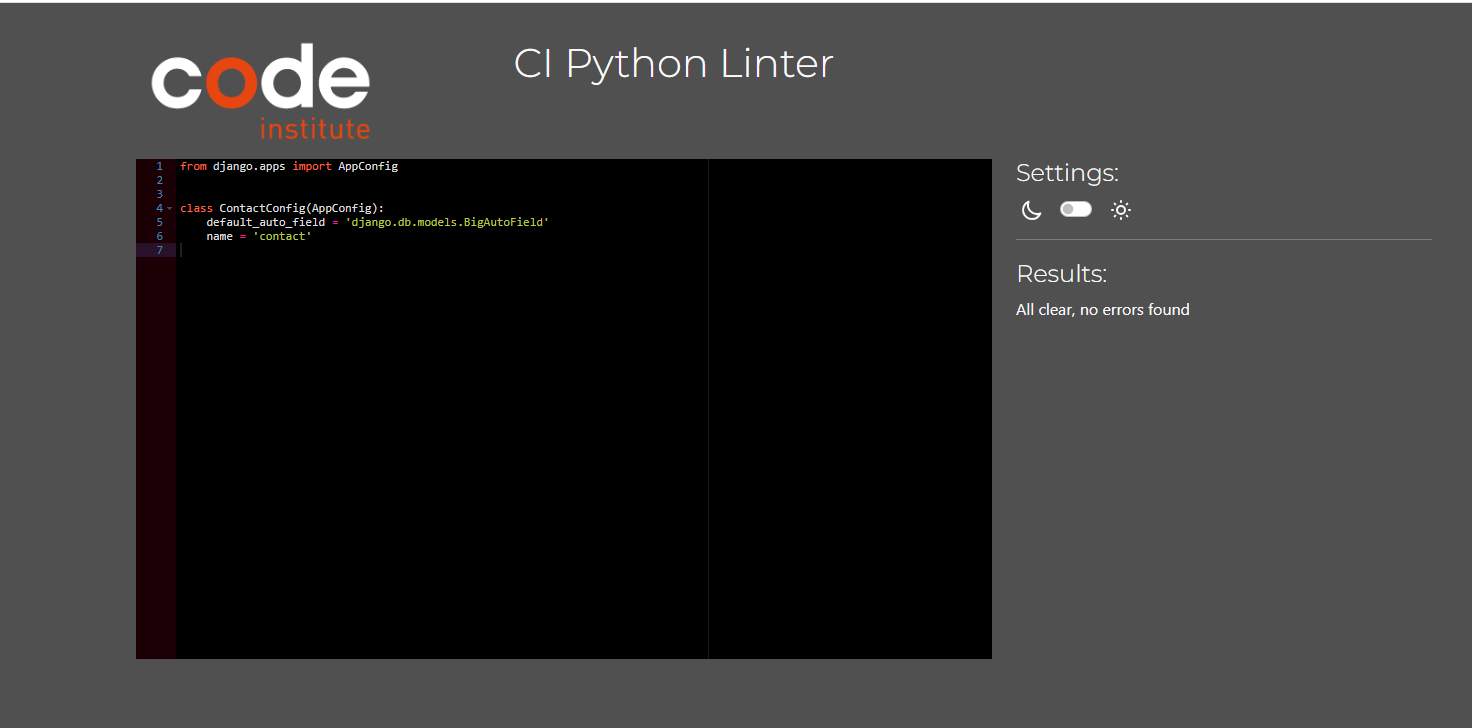 code
institute
CI Python Linter
1 from django.apps import AppConfig
2
3
4 class ContactConfig(AppConfig):
5     default_auto_field = 'django.db.models.BigAutoField'
6     name = 'contact'
7
Settings:
Results:
All clear, no errors found